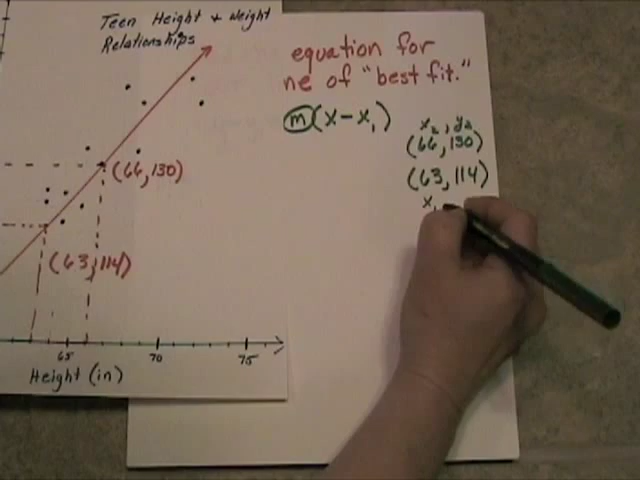 Teen Height & Weight
Relationships
(66,130)
(63,114)
65
70
75
Height (in)
equation for
ne of "best fit."
m(x-x₁)
x₂, y₂
(66,130)
(63,114)
x₁